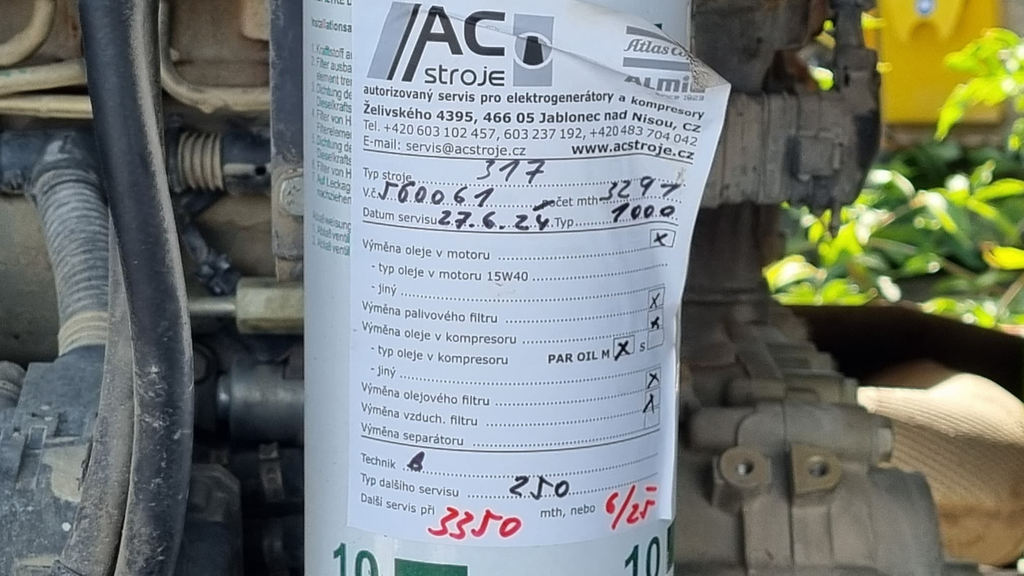 AC
stroje
Atlas Co
ALMi
autorizovaný servis pro elektrogenerátory a kompresory
Želivského 4395, 466 05 Jablonec nad Nisou, CZ
Tel. +420 603 102 457, 603 237 192, +420 483 704 042
E-mail: servis@acstroje.cz www.acstroje.cz
Typ stroje 317
V.č. 560061 Počet mth 3291
Datum servisu 27.6.24 Typ 1000
Výměna oleje v motoru X
- typ oleje v motoru 15W40
- jiný
Výměna palivového filtru X
Výměna oleje v kompresoru X
- typ oleje v kompresoru PAR OIL M X S
- jiný
Výměna olejového filtru X
Výměna vzduch. filtru
Výměna separátoru
Technik
Typ dalšího servisu 250
Další servis při 3350 mth, nebo 6/25
10 10